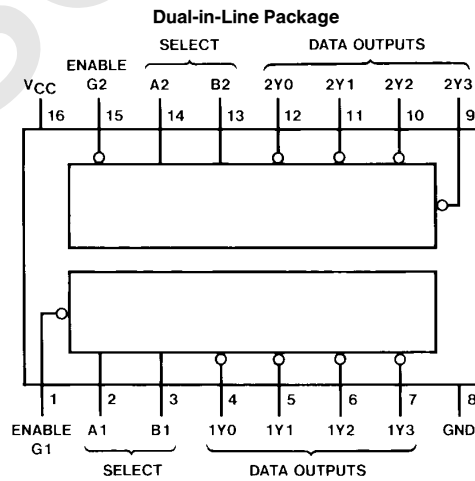 Dual-in-Line Package
SELECT DATA OUTPUTS
ENABLE
VCC G2 A2 B2 2Y0 2Y1 2Y2 2Y3
16 15 14 13 12 11 10 9
1 2 3 4 5 6 7 8
ENABLE A1 B1 1Y0 1Y1 1Y2 1Y3 GND
G1
SELECT DATA OUTPUTS